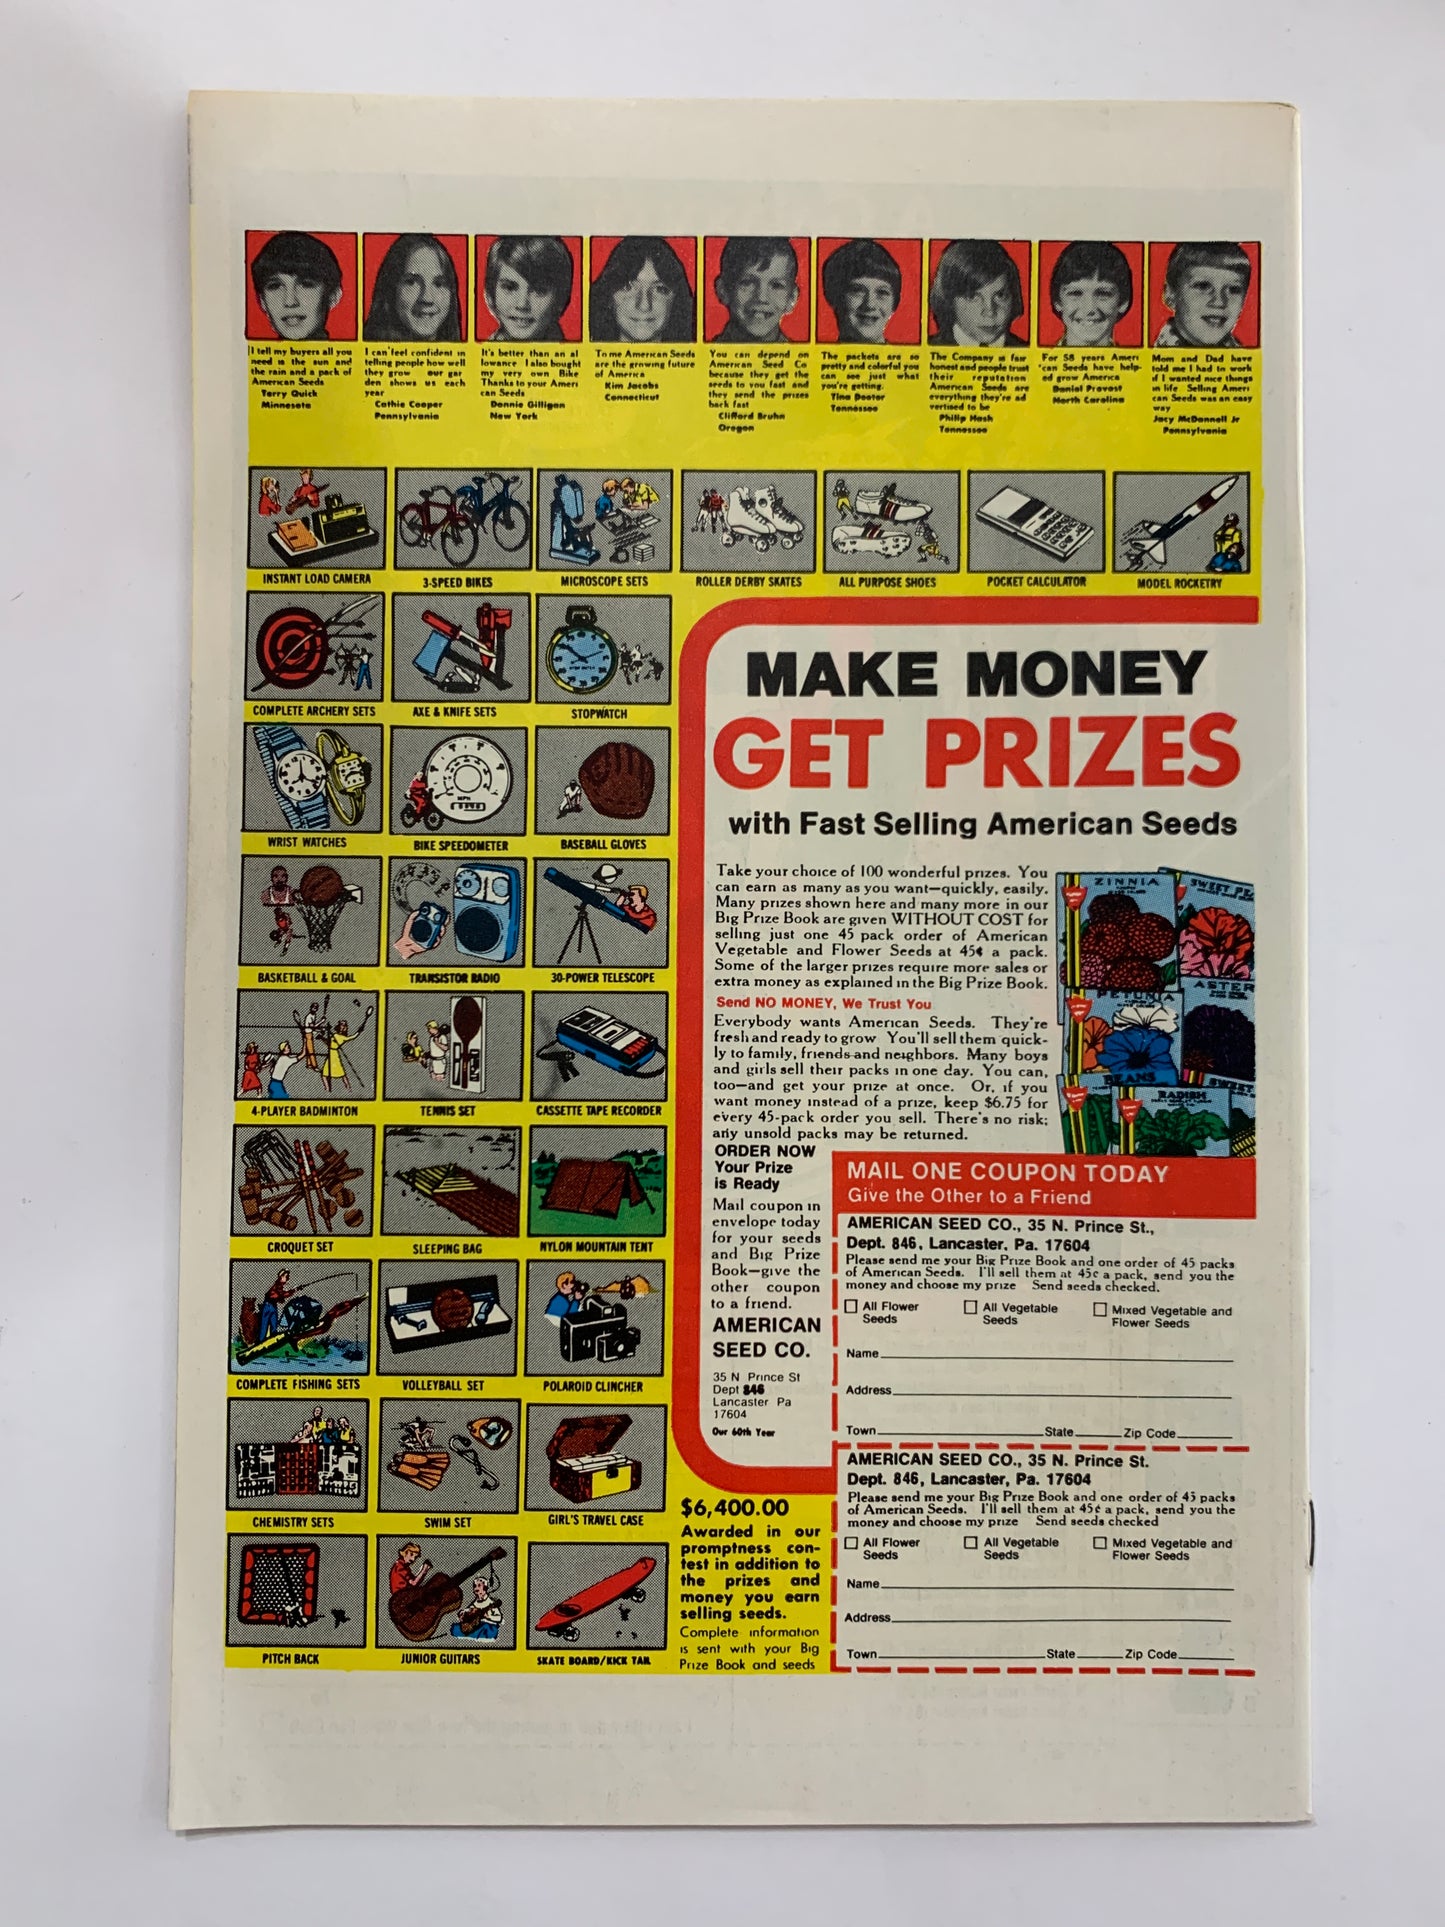 I tell my buyers all you
need is the sun and
the rain and a pack of
American Seeds
Terry Quick
Minnesota
I can feel confident in
telling people how well
they grow our gar
den shows us each
year
Cathie Cooper
Pennsylvania
It's better than an al
lowance I also bought
my very own Bike
Thanks to your Ameri
can Seeds
Donnie Gilligan
New York
To me American Seeds
are the growing future
of America
Kim Jacobs
Connecticut
You can depend on
American Seed Co
because they get the
seeds to you fast and
they send the prizes
back fast
Clifford Bruhn
Oregon
The packets are so
pretty and colorful you
can see just what
you're getting.
Tina Deator
Tennessee
The Company is fair
honest and people trust
their reputation
American Seeds are
everything they're ad
vertised to be
Philip Mash
Tennessee
For 58 years Ameri
'can Seeds have help-
ed grow America
Daniel Provost
North Carolina
Mom and Dad have
told me I had to work
if I wanted nice things
in life Selling Ameri
can Seeds was an easy
way
Jacy McDonnell Jr
Pennsylvania
INSTANT LOAD CAMERA
3-SPEED BIKES
MICROSCOPE SETS
ROLLER DERBY SKATES
ALL PURPOSE SHOES
POCKET CALCULATOR
MODEL ROCKETRY
COMPLETE ARCHERY SETS
AXE & KNIFE SETS
STOPWATCH
WRIST WATCHES
MPH
BIKE SPEEDOMETER
BASEBALL GLOVES
BASKETBALL & GOAL
TRANSISTOR RADIO
30-POWER TELESCOPE
4-PLAYER BADMINTON
TENNIS SET
CASSETTE TAPE RECORDER
CROQUET SET
SLEEPING BAG
NYLON MOUNTAIN TENT
COMPLETE FISHING SETS
VOLLEYBALL SET
POLAROID CLINCHER
CHEMISTRY SETS
SWIM SET
GIRL'S TRAVEL CASE
PITCH BACK
JUNIOR GUITARS
SKATE BOARD/KICK TAIL
MAKE MONEY
GET PRIZES
with Fast Selling American Seeds
Take your choice of 100 wonderful prizes. You
can earn as many as you want—quickly, easily.
Many prizes shown here and many more in our
Big Prize Book are given WITHOUT COST for
selling just one 45 pack order of American
Vegetable and Flower Seeds at 45¢ a pack.
Some of the larger prizes require more sales or
extra money as explained in the Big Prize Book.
Send NO MONEY, We Trust You
Everybody wants American Seeds. They're
fresh and ready to grow You'll sell them quick-
ly to family, friends and neighbors. Many boys
and girls sell their packs in one day. You can,
too—and get your prize at once. Or, if you
want money instead of a prize, keep $6.75 for
every 45-pack order you sell. There's no risk;
any unsold packs may be returned.
ZINNIA
SWEET PE
ASTER
PETUNIA
BEANS
SWEET
RADISH
ORDER NOW
Your Prize
is Ready
Mail coupon in
envelope today
for your seeds
and Big Prize
Book—give the
other coupon
to a friend.
AMERICAN
SEED CO.
35 N Prince St
Dept 846
Lancaster Pa
17604
Our 60th Year
$6,400.00
Awarded in our
promptness con-
test in addition to
the prizes and
money you earn
selling seeds.
Complete information
is sent with your Big
Prize Book and seeds
MAIL ONE COUPON TODAY
Give the Other to a Friend
AMERICAN SEED CO., 35 N. Prince St.,
Dept. 846, Lancaster, Pa. 17604
Please send me your Big Prize Book and one order of 45 packs
of American Seeds. I'll sell them at 45¢ a pack, send you the
money and choose my prize Send seeds checked.
All Flower
Seeds
All Vegetable
Seeds
Mixed Vegetable and
Flower Seeds
Name
Address
Town State Zip Code
AMERICAN SEED CO., 35 N. Prince St.
Dept. 846, Lancaster, Pa. 17604
Please send me your Big Prize Book and one order of 45 packs
of American Seeds. I'll sell them at 45¢ a pack, send you the
money and choose my prize Send seeds checked
All Flower
Seeds
All Vegetable
Seeds
Mixed Vegetable and
Flower Seeds
Name
Address
Town State Zip Code